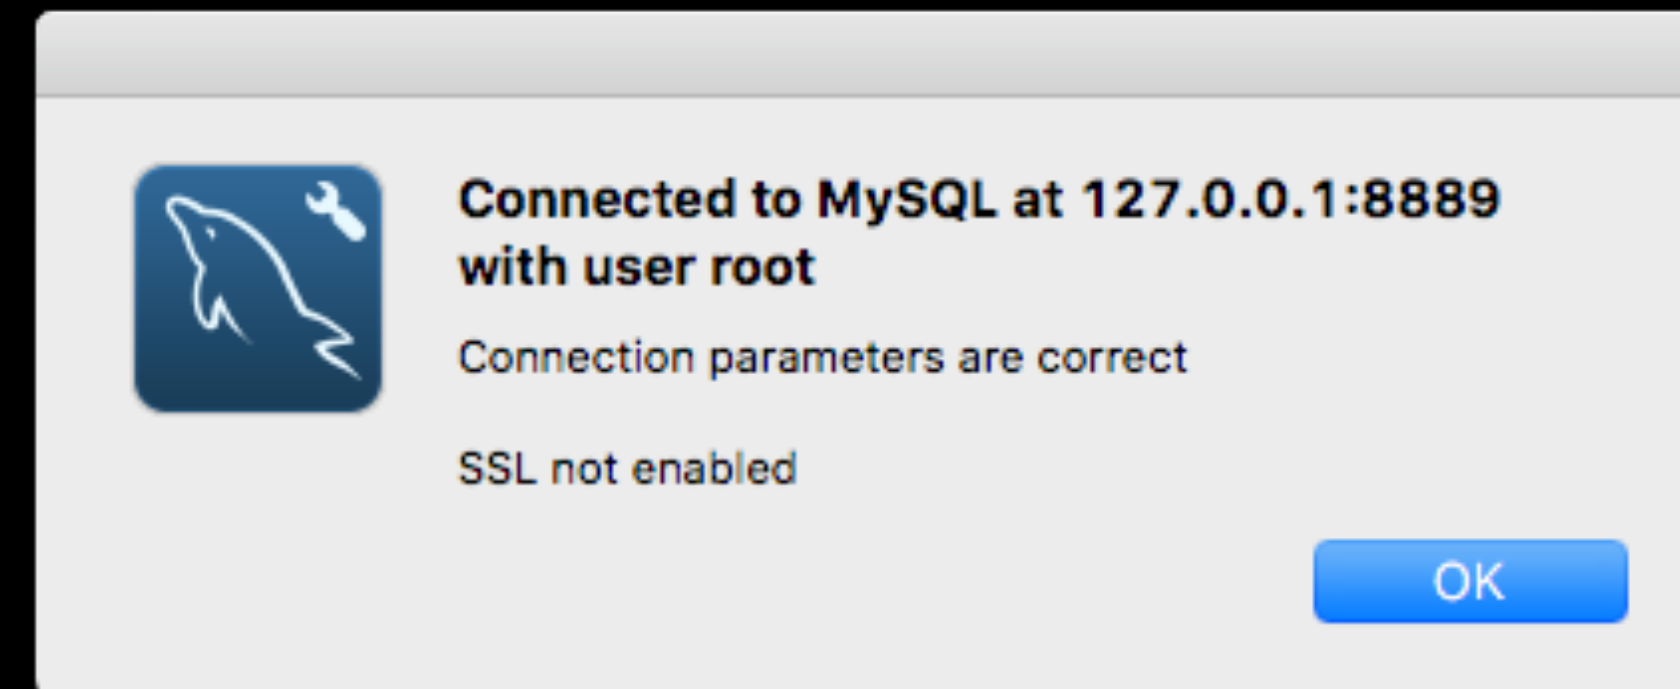 Connected to MySQL at 127.0.0.1:8889
with user root
Connection parameters are correct
SSL not enabled
OK